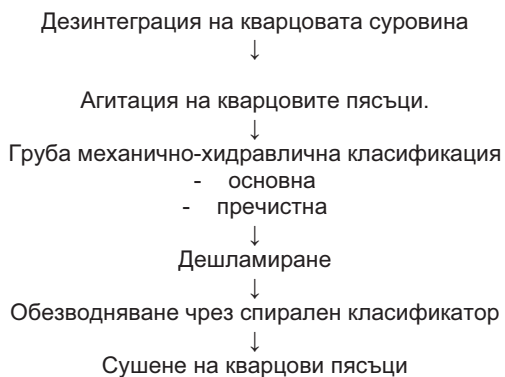 Дезинтеграция на кварцовата суровина
↓
Агитация на кварцовите пясъци.
↓
Груба механично-хидравлична класификация
- основна
- пречистна
↓
Дешламиране
↓
Обезводняване чрез спирален класификатор
↓
Сушене на кварцови пясъци